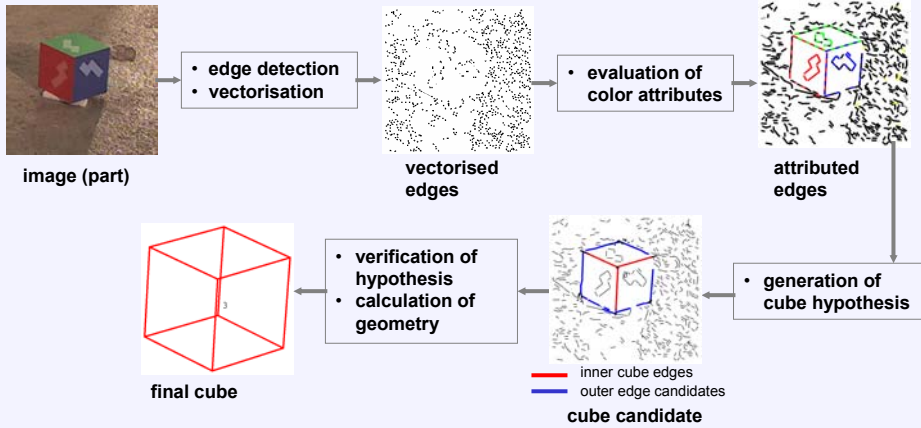 • edge detection
• vectorisation
• evaluation of
color attributes
image (part)
vectorised
edges
attributed
edges
• generation of
cube hypothesis
• verification of
hypothesis
• calculation of
geometry
3
final cube
inner cube edges
outer edge candidates
cube candidate